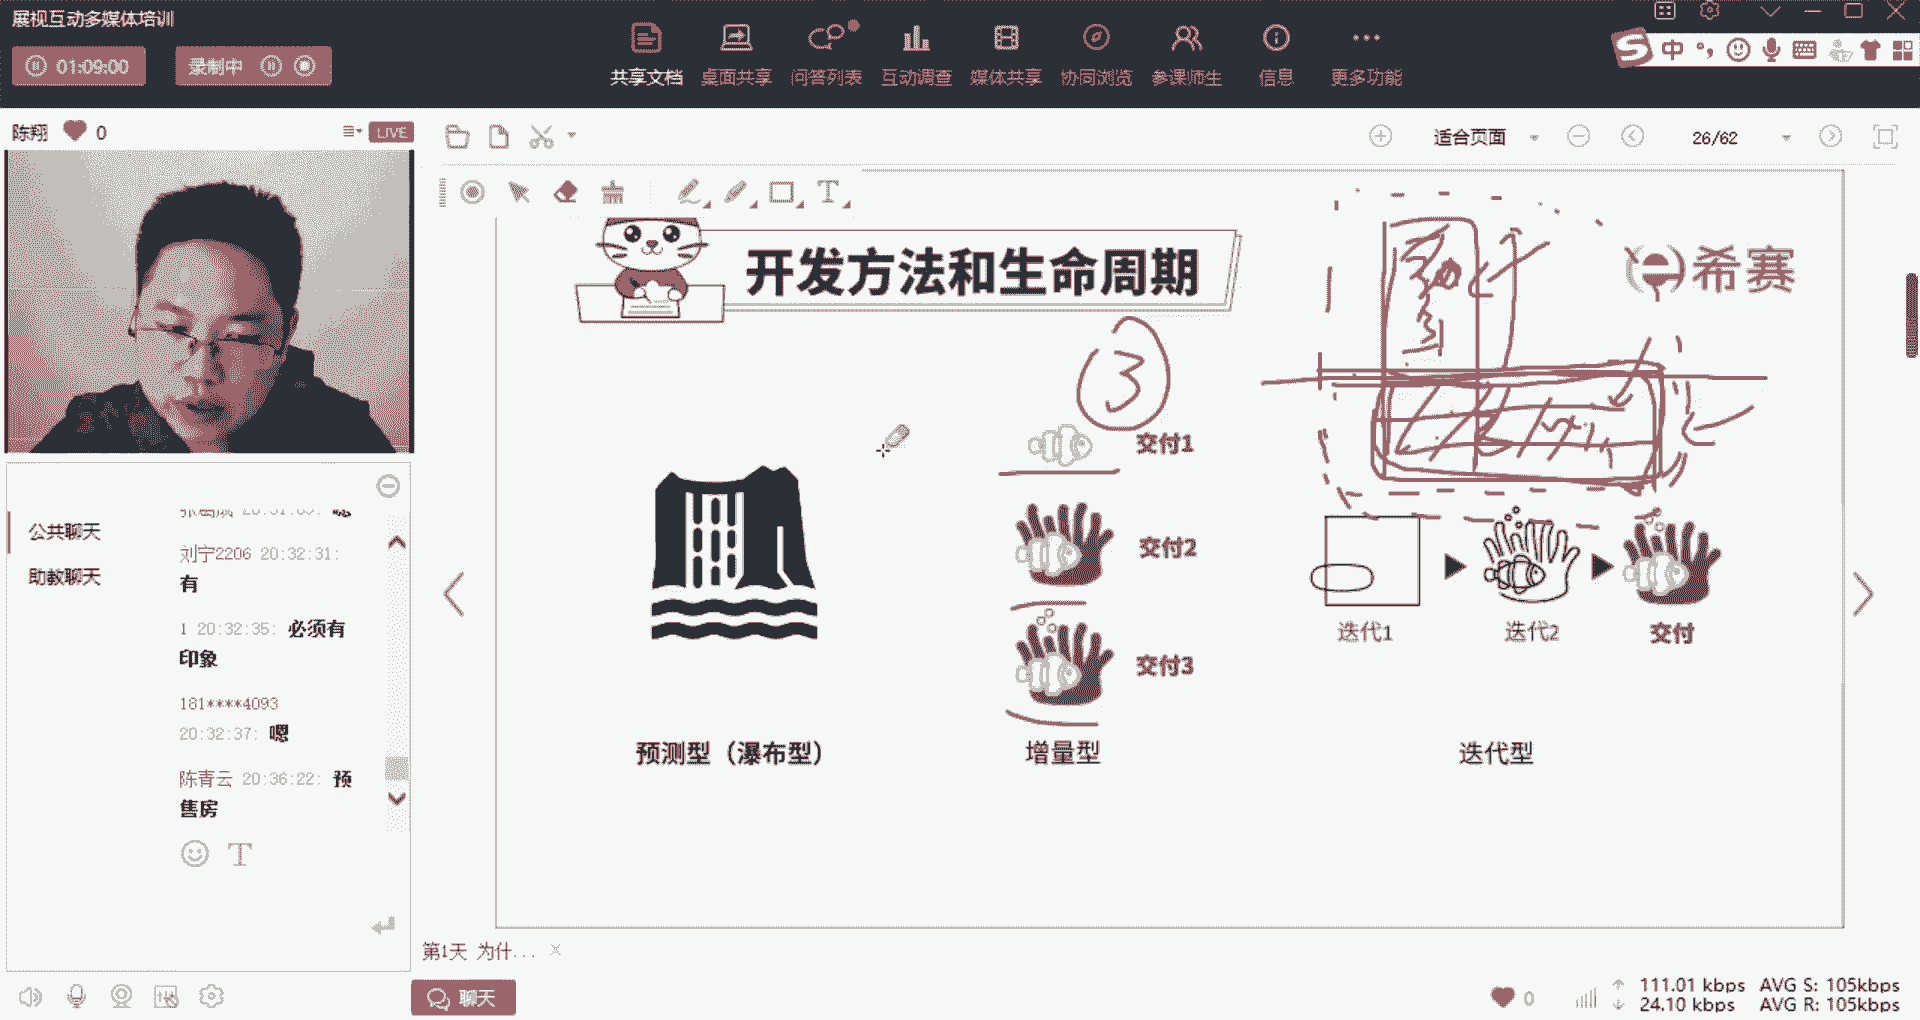 展视互动多媒体培训
01:09:00
录制中
共享文档
桌面共享
问答列表
互动调查
媒体共享
协同浏览
参课师生
信息
更多功能
中
陈翔
0
LIVE
适合页面
26/62
开发方法和生命周期
希赛
3
交付1
交付2
交付3
迭代1
迭代2
交付
预测型（瀑布型）
增量型
迭代型
公共聊天
助教聊天
刘宁2206 20:32:31:
有
1 20:32:35: 必须有
印象
181****4093
20:32:37: 嗯
陈青云 20:36:22: 预
售房
第1天 为什...
聊天
0
111.01 kbps AVG S: 105kbps
24.10 kbps AVG R: 105kbps